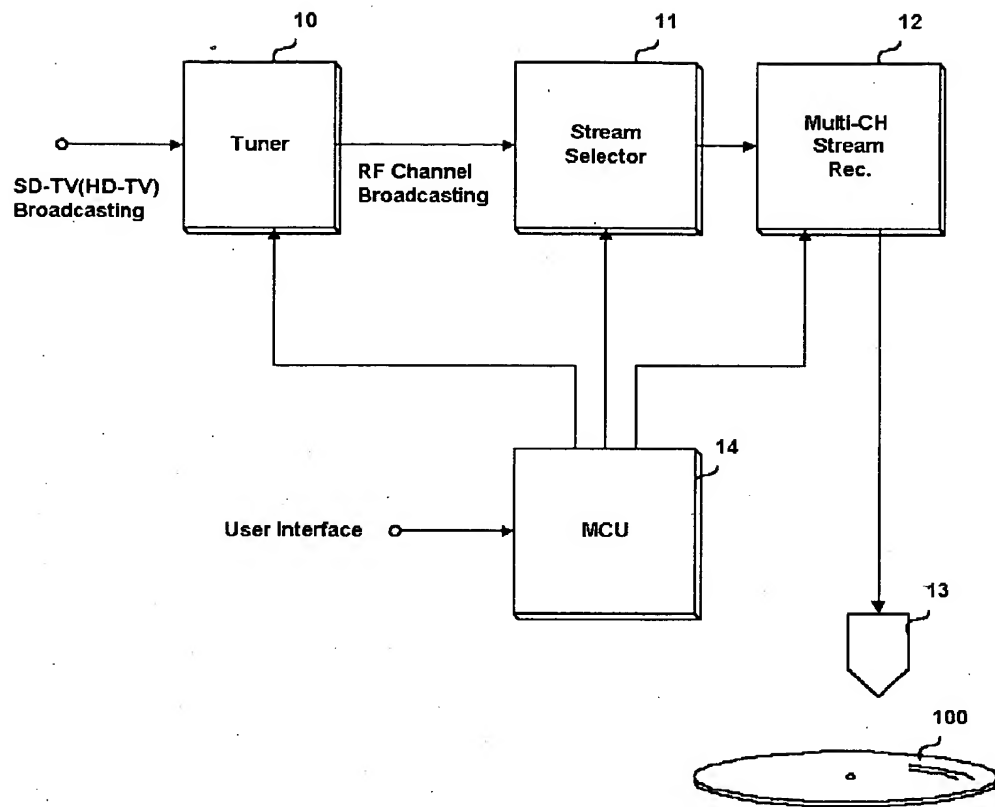 10
11
12
Tuner
Stream
Selector
Multi-CH
Stream
Rec.
SD-TV(HD-TV)
Broadcasting
RF Channel
Broadcasting
14
User Interface
MCU
13
100